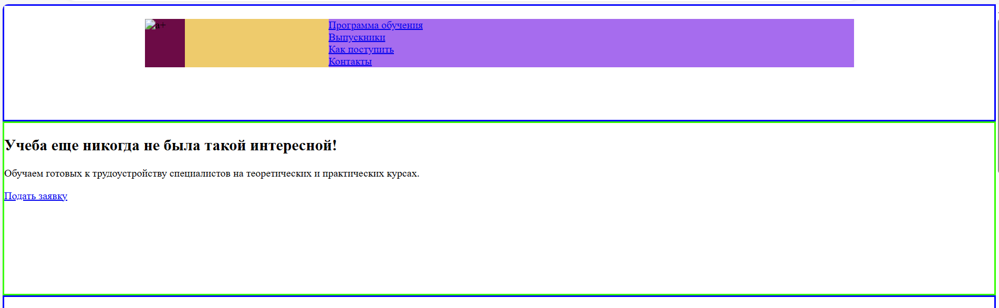 a+
Программа обучения
Выпускники
Как поступить
Контакты
Учеба еще никогда не была такой интересной!
Обучаем готовых к трудоустройству специалистов на теоретических и практических курсах.
Подать заявку